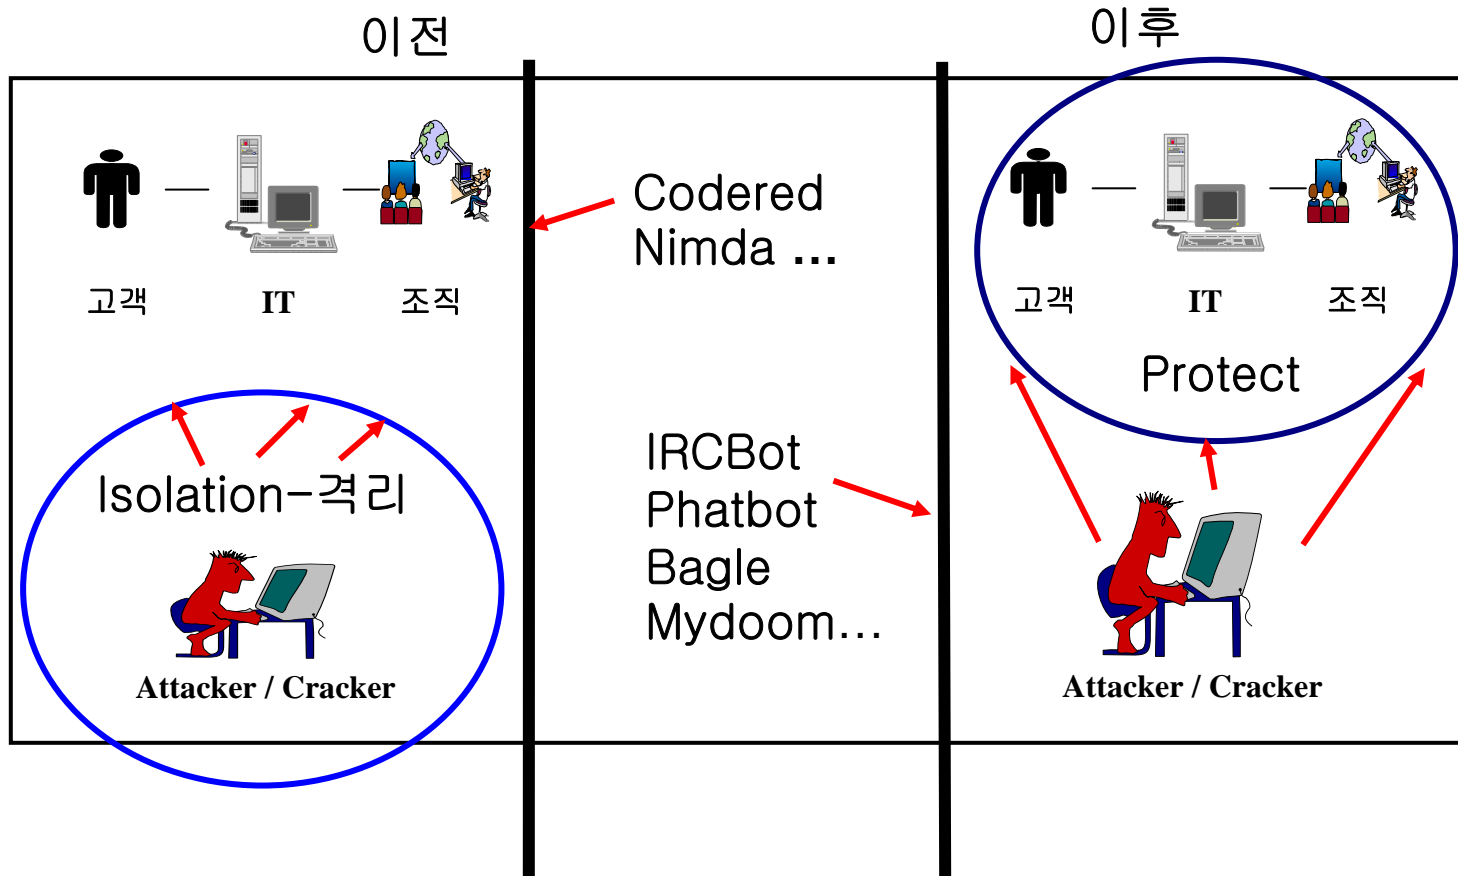 이전
이후
고객
IT
조직
Codered
Nimda ...
고객
IT
조직
Protect
Isolation-격리
IRCBot
Phatbot
Bagle
Mydoom...
Attacker / Cracker
Attacker / Cracker